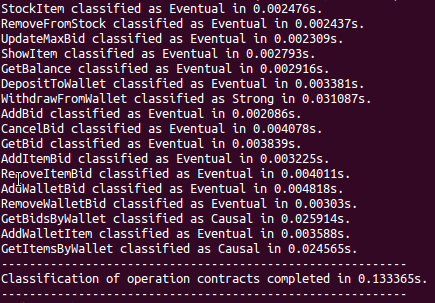 StockItem classified as Eventual in 0.002476s.
RemoveFromStock classified as Eventual in 0.002437s.
UpdateMaxBid classified as Eventual in 0.002309s.
ShowItem classified as Eventual in 0.002793s.
GetBalance classified as Eventual in 0.002916s.
DepositToWallet classified as Eventual in 0.003381s.
WithdrawFromWallet classified as Strong in 0.031087s.
AddBid classified as Eventual in 0.002086s.
CancelBid classified as Eventual in 0.004078s.
GetBid classified as Eventual in 0.003839s.
AddItemBid classified as Eventual in 0.003225s.
RemoveItemBid classified as Eventual in 0.004011s.
AddWalletBid classified as Eventual in 0.004818s.
RemoveWalletBid classified as Eventual in 0.00303s.
GetBidsByWallet classified as Causal in 0.025914s.
AddWalletItem classified as Eventual in 0.003588s.
GetItemsByWallet classified as Causal in 0.024565s.
---------------------------------------------------------
Classification of operation contracts completed in 0.133365s.
---------------------------------------------------------